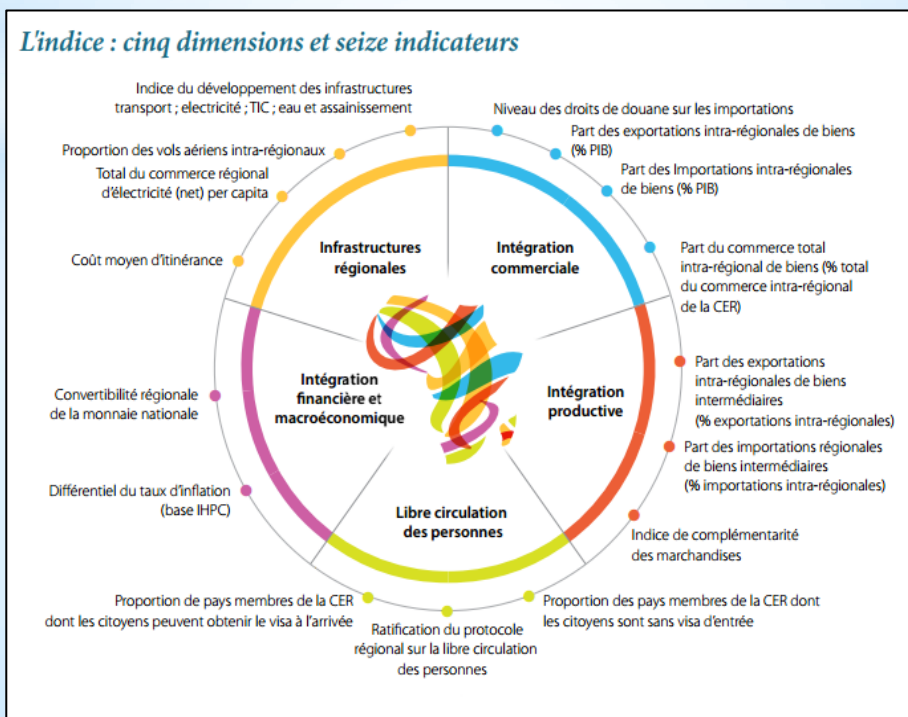 L'indice : cinq dimensions et seize indicateurs
Indice du développement des infrastructures
transport ; electricité ; TIC ; eau et assainissement
Proportion des vols aériens intra-régionaux
Total du commerce régional
d'électricité (net) per capita
Coût moyen d'itinérance
Niveau des droits de douane sur les importations
Part des exportations intra-régionales de biens
(% PIB)
Part des Importations intra-régionales
de biens (% PIB)
Part du commerce total
intra-régional de biens (% total
du commerce intra-régional
de la CER)
Infrastructures
régionales
Intégration
commerciale
Intégration
financière et
macroéconomique
Intégration
productive
Libre circulation
des personnes
Convertibilité régionale
de la monnaie nationale
Différentiel du taux d'inflation
(base IHPC)
Part des exportations
intra-régionales de biens
intermédiaires
(% exportations intra-régionales)
Part des importations régionales
de biens intermédiaires
(% importations intra-régionales)
Indice de complémentarité
des marchandises
Proportion de pays membres de la CER
dont les citoyens peuvent obtenir le visa à l'arrivée
Ratification du protocole
régional sur la libre circulation
des personnes
Proportion des pays membres de la CER dont
les citoyens sont sans visa d'entrée